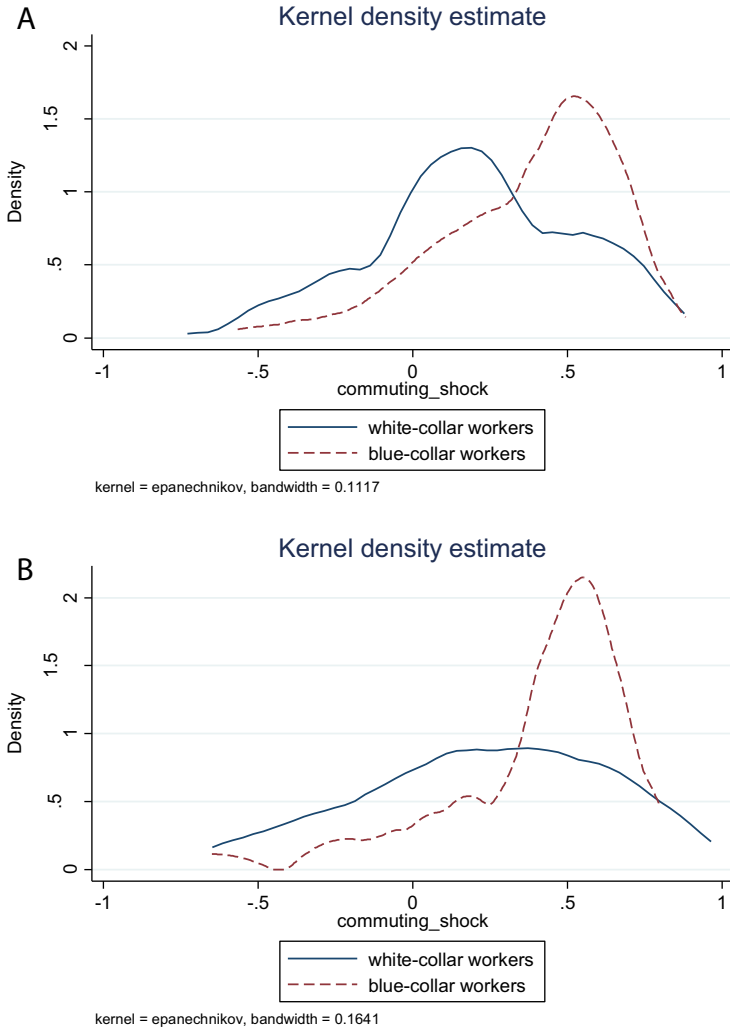 A
Kernel density estimate
2
1.5
1
.5
0
Density
-1
-.5
0
.5
1
commuting_shock
white-collar workers
blue-collar workers
kernel = epanechnikov, bandwidth = 0.1117
B
Kernel density estimate
2
1.5
1
.5
0
Density
-1
-.5
0
.5
1
commuting_shock
white-collar workers
blue-collar workers
kernel = epanechnikov, bandwidth = 0.1641